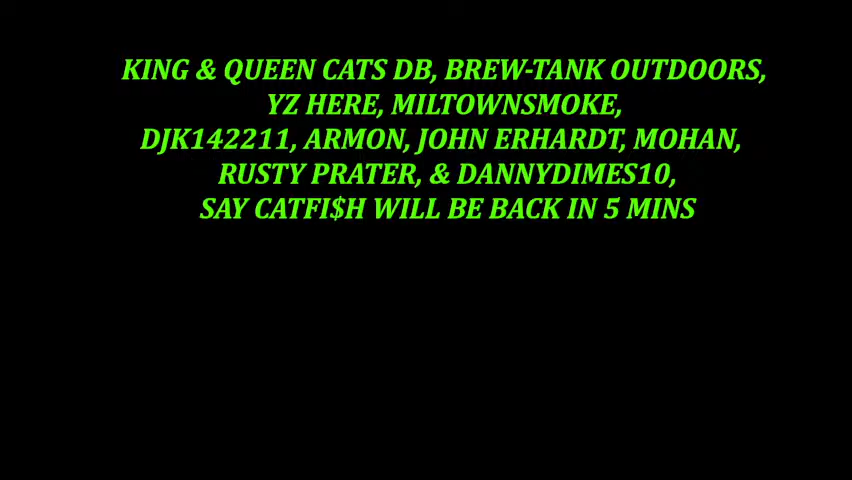 KING & QUEEN CATS DB, BREW-TANK OUTDOORS,
YZ HERE, MILTOWNSMOKE,
DJK142211, ARMON, JOHN ERHARDT, MOHAN,
RUSTY PRATER, & DANNYDIMES10,
SAY CATFI$H WILL BE BACK IN 5 MINS